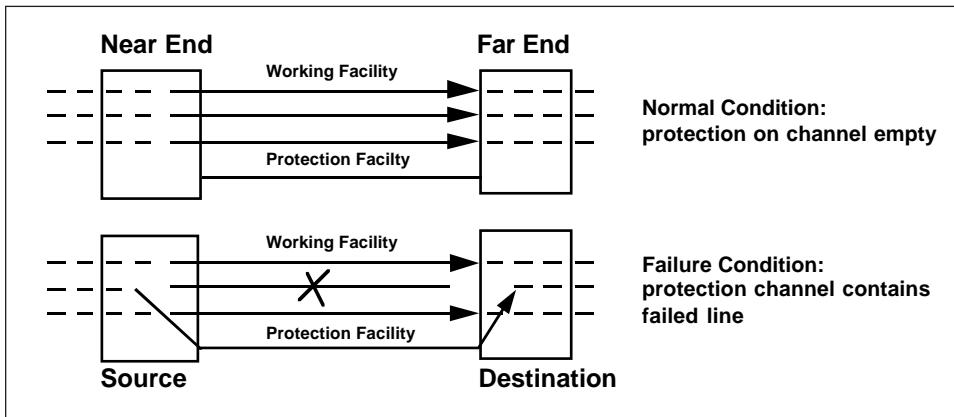 Near End
Far End
Working Facility
Normal Condition:
protection on channel empty
Protection Facilty
Working Facility
Failure Condition:
protection channel contains
failed line
Protection Facility
Source
Destination